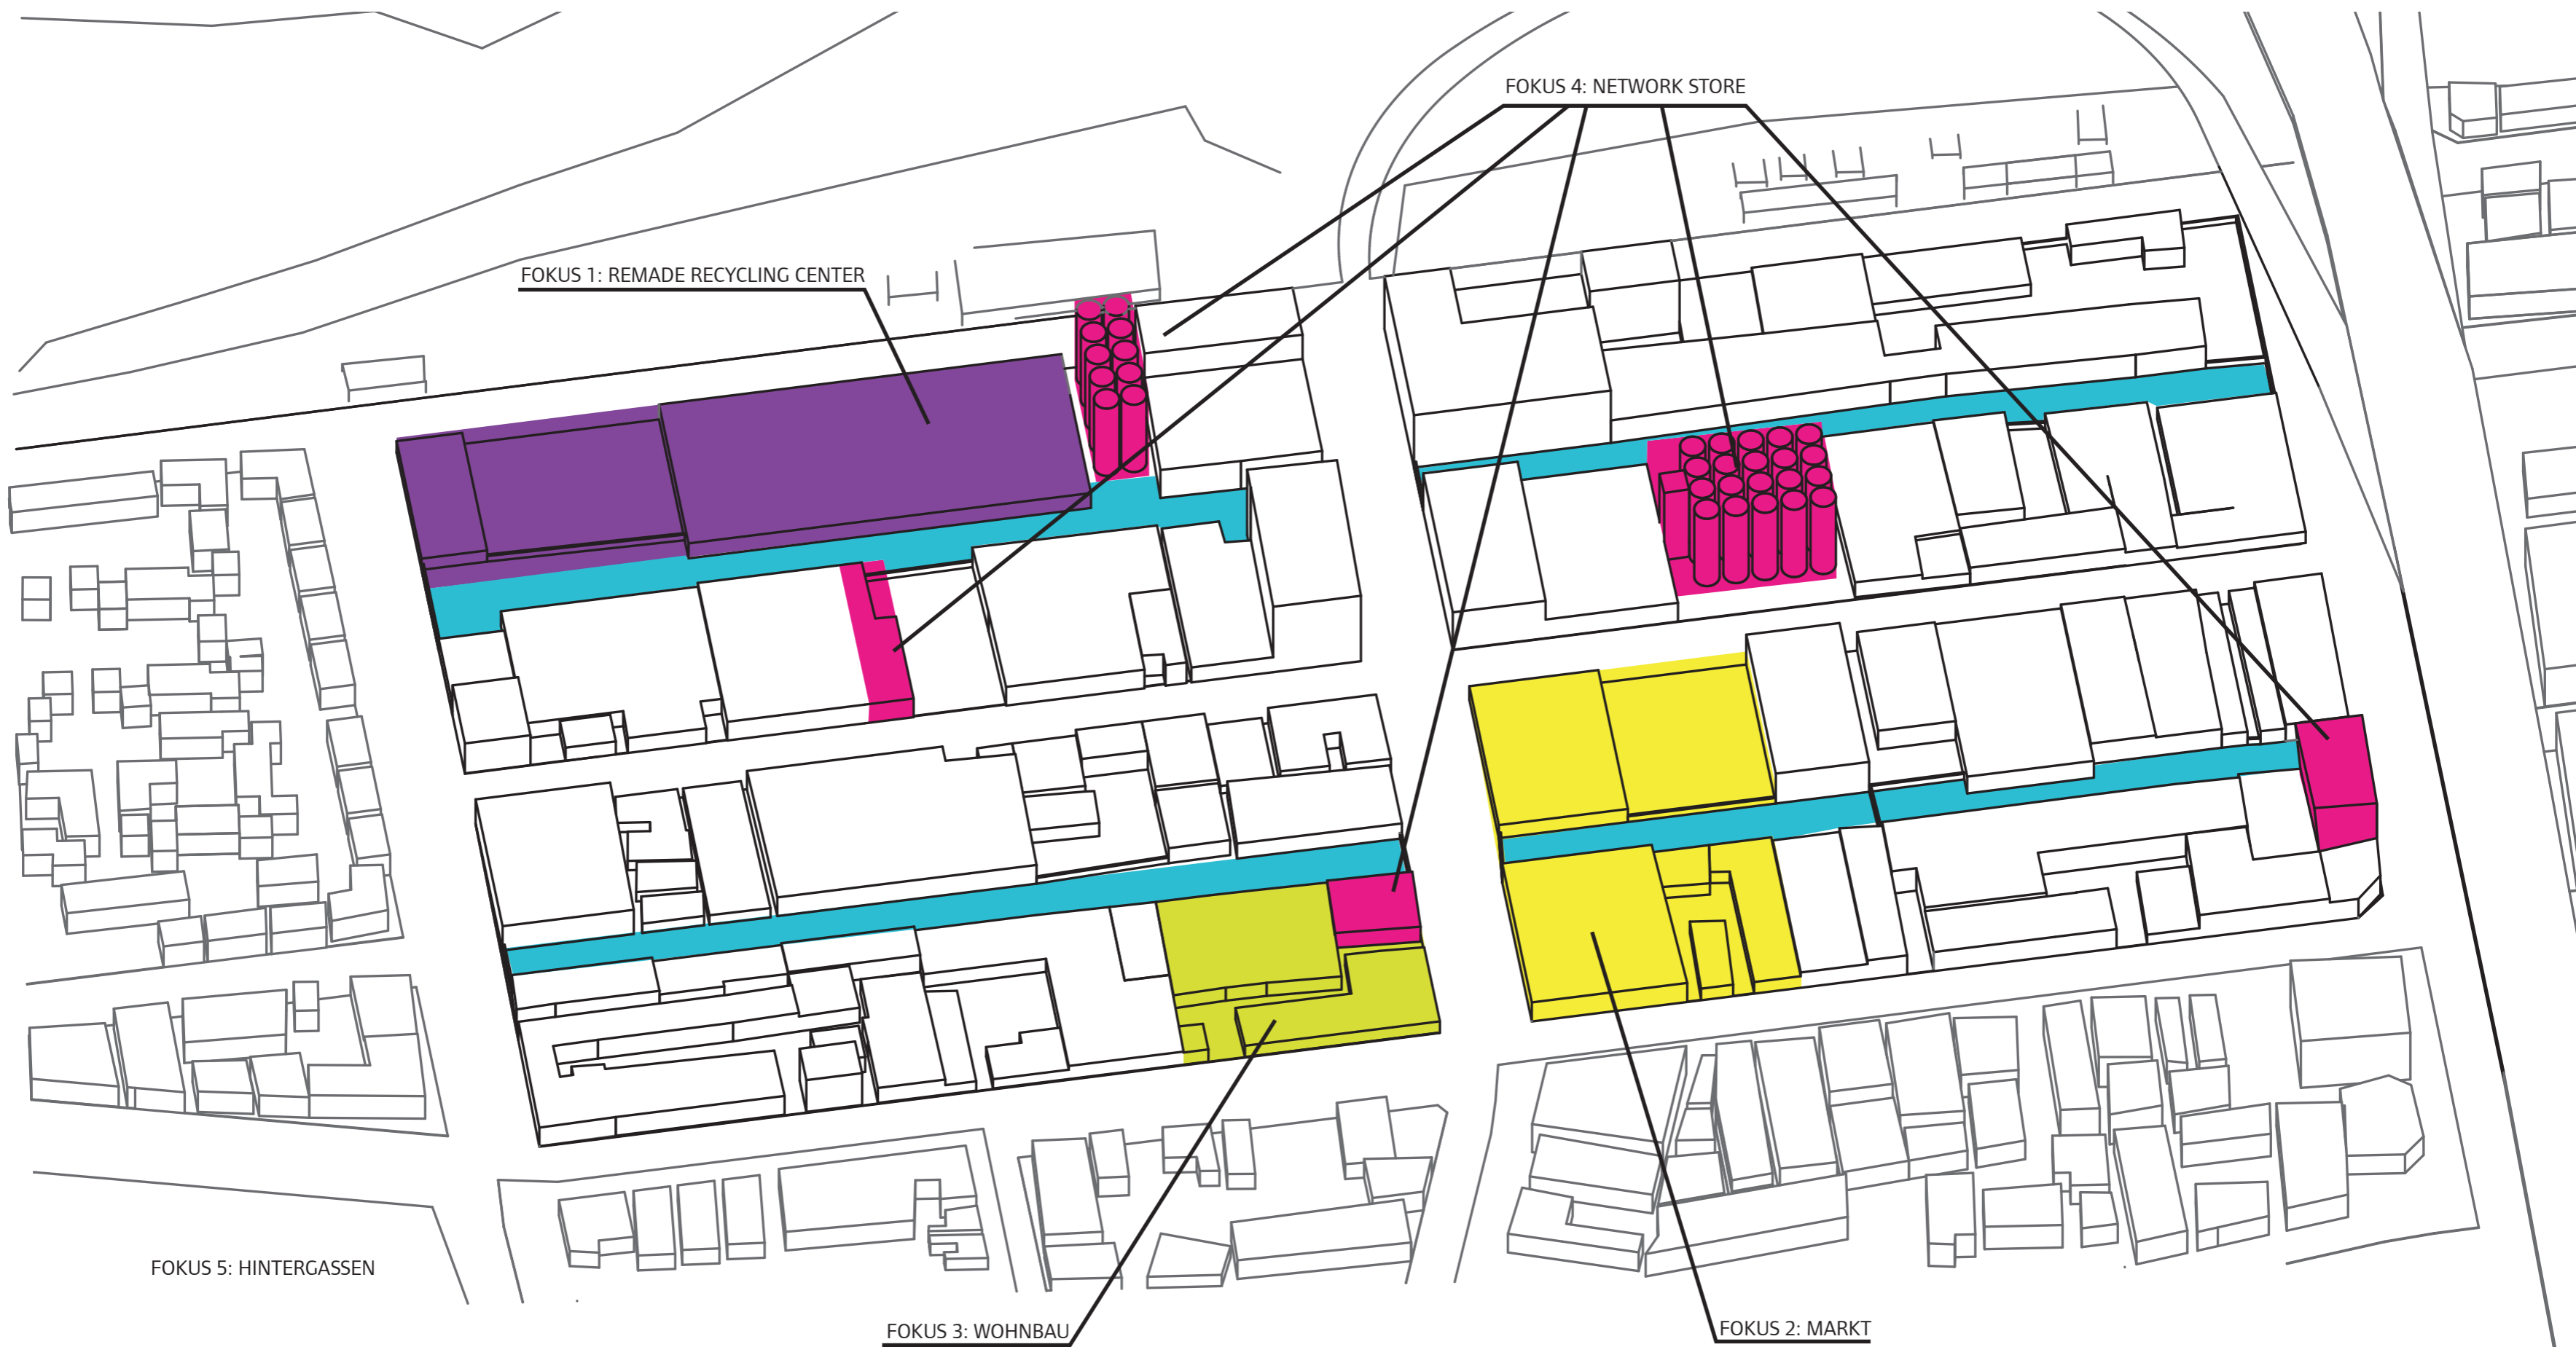 FOKUS 4: NETWORK STORE
FOKUS 1: REMADE RECYCLING CENTER
FOKUS 5: HINTERGASSEN
FOKUS 3: WOHNBAU
FOKUS 2: MARKT